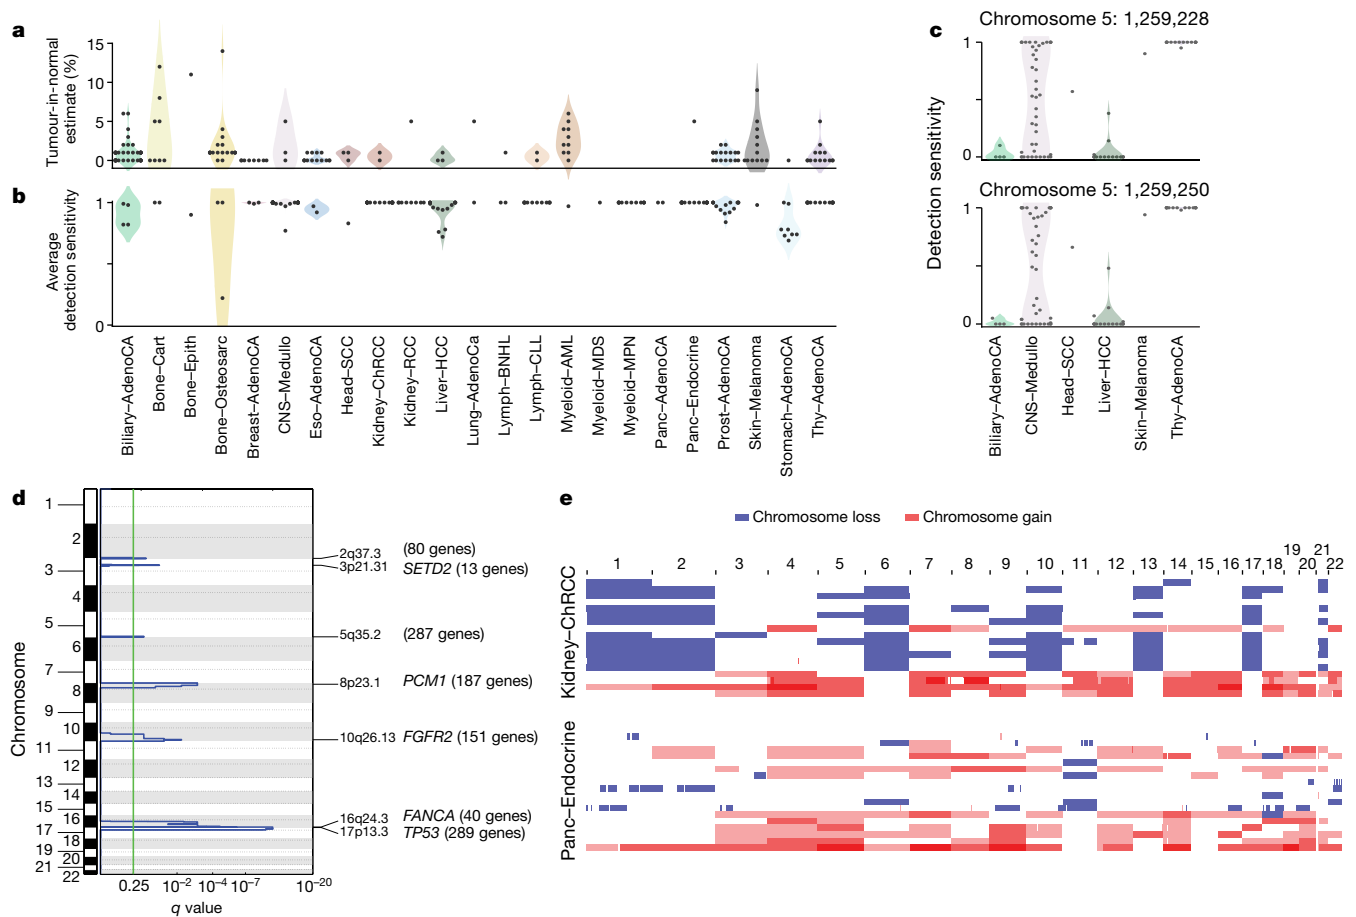 a
Tumour-in-normal
estimate (%)
15
10
5
0
b
Average
detection sensitivity
1
0
Biliary–AdenoCA
Bone–Cart
Bone–Epith
Bone–Osteosarc
Breast–AdenoCA
CNS–Medullo
Eso–AdenoCA
Head–SCC
Kidney–ChRCC
Kidney–RCC
Liver–HCC
Lung–AdenoCa
Lymph–BNHL
Lymph–CLL
Myeloid–AML
Myeloid–MDS
Myeloid–MPN
Panc–AdenoCA
Panc–Endocrine
Prost–AdenoCA
Skin–Melanoma
Stomach–AdenoCA
Thy–AdenoCA
c
Chromosome 5: 1,259,228
1
0
Chromosome 5: 1,259,250
1
0
Detection sensitivity
Biliary–AdenoCA
CNS–Medullo
Head–SCC
Liver–HCC
Skin–Melanoma
Thy–AdenoCA
d
Chromosome
1
2
3
4
5
6
7
8
9
10
11
12
13
14
15
16
17
18
19
20
21
22
2q37.3 (80 genes)
3p21.31 SETD2 (13 genes)
5q35.2 (287 genes)
8p23.1 PCM1 (187 genes)
10q26.13 FGFR2 (151 genes)
16q24.3 FANCA (40 genes)
17p13.3 TP53 (289 genes)
0.25 10⁻² 10⁻⁴ 10⁻⁷ 10⁻²⁰
q value
e
Chromosome loss Chromosome gain
1 2 3 4 5 6 7 8 9 10 11 12 13 14 15 16 17 18 19 20 21 22
Kidney–ChRCC
Panc–Endocrine